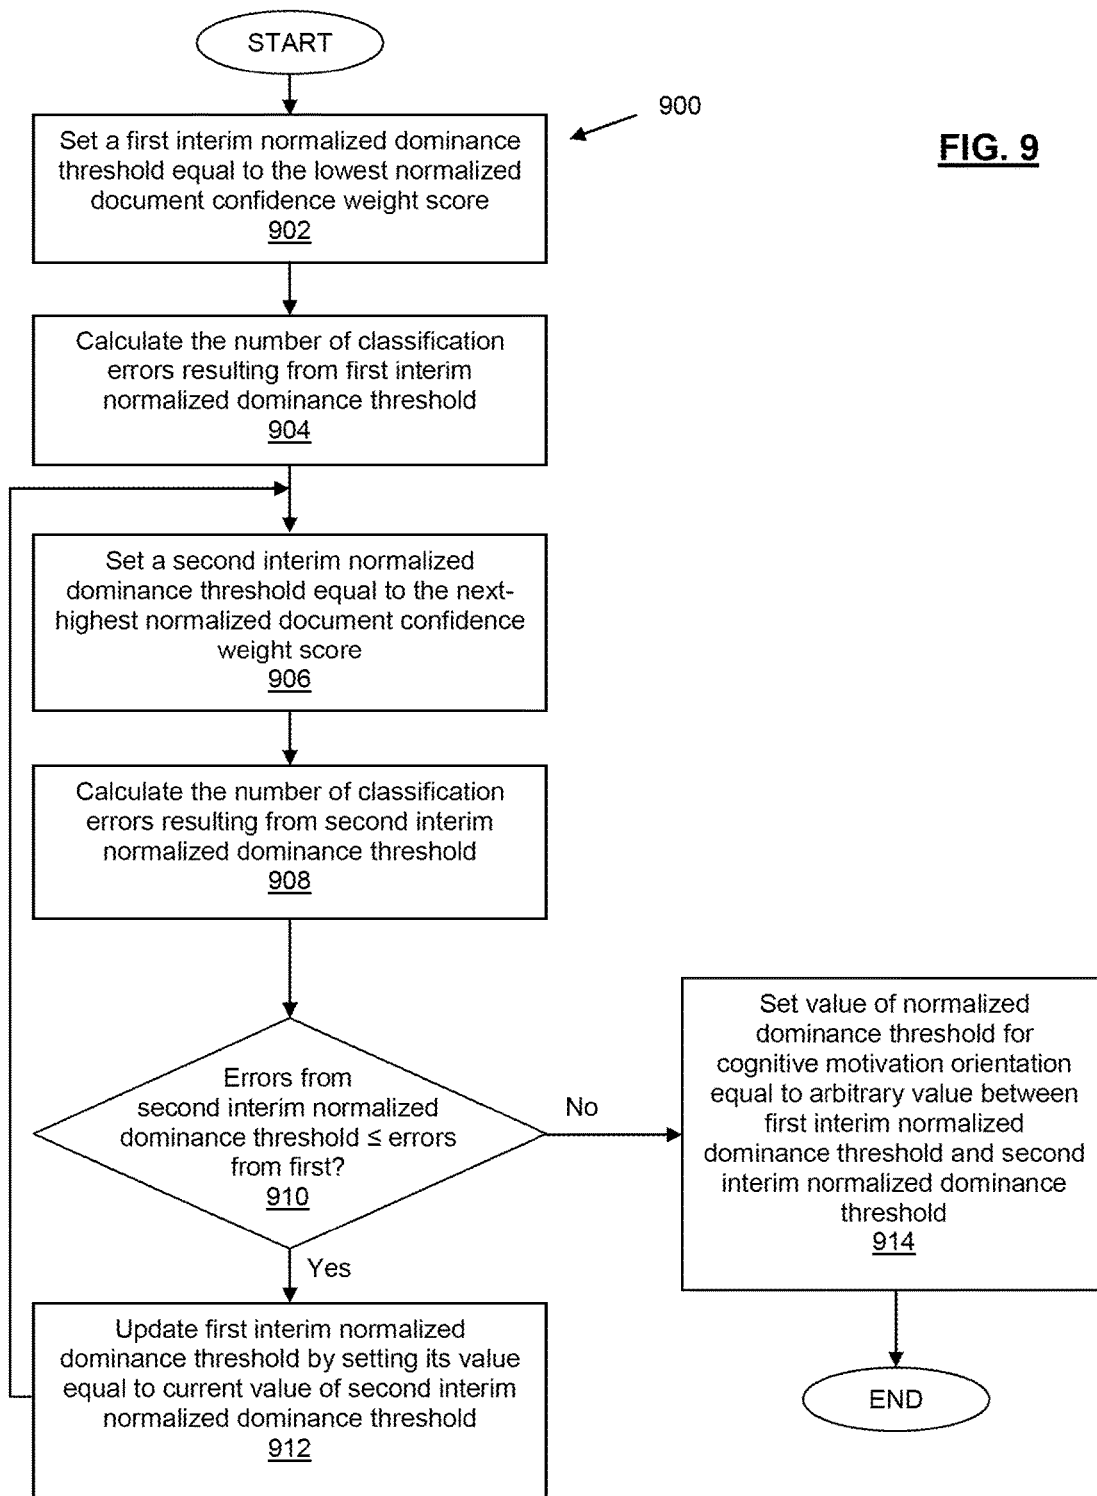 START
900
FIG. 9
Set a first interim normalized dominance
threshold equal to the lowest normalized
document confidence weight score
902
Calculate the number of classification
errors resulting from first interim
normalized dominance threshold
904
Set a second interim normalized
dominance threshold equal to the next-
highest normalized document confidence
weight score
906
Calculate the number of classification
errors resulting from second interim
normalized dominance threshold
908
Errors from
second interim normalized
dominance threshold ≤ errors
from first?
910
No
Set value of normalized
dominance threshold for
cognitive motivation orientation
equal to arbitrary value between
first interim normalized
dominance threshold and second
interim normalized dominance
threshold
914
Yes
Update first interim normalized
dominance threshold by setting its value
equal to current value of second interim
normalized dominance threshold
912
END